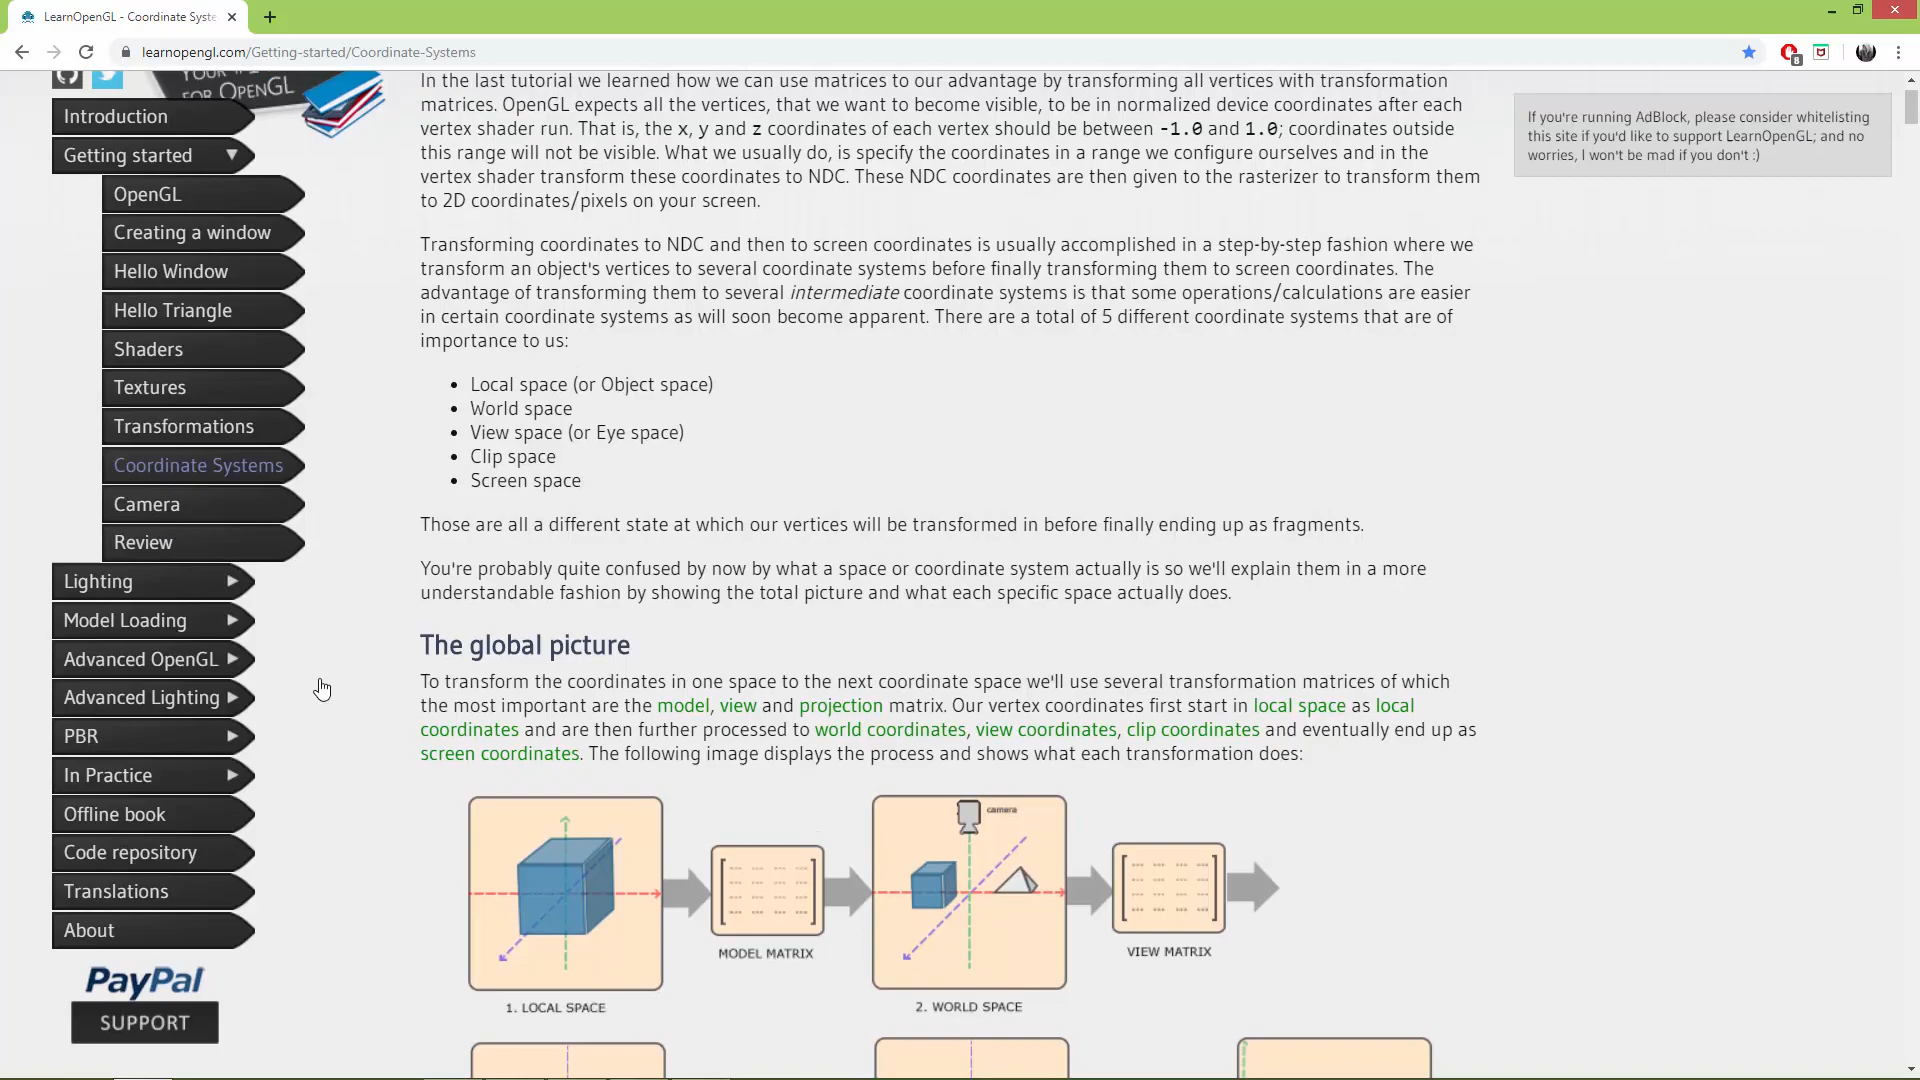 LearnOpenGL - Coordinate Syste
learnopengl.com/Getting-started/Coordinate-Systems
8
FOR OPENGL
Introduction
Getting started
OpenGL
Creating a window
Hello Window
Hello Triangle
Shaders
Textures
Transformations
Coordinate Systems
Camera
Review
Lighting
Model Loading
Advanced OpenGL
Advanced Lighting
PBR
In Practice
Offline book
Code repository
Translations
About
PayPal
SUPPORT
In the last tutorial we learned how we can use matrices to our advantage by transforming all vertices with transformation
matrices. OpenGL expects all the vertices, that we want to become visible, to be in normalized device coordinates after each
vertex shader run. That is, the x, y and z coordinates of each vertex should be between -1.0 and 1.0; coordinates outside
this range will not be visible. What we usually do, is specify the coordinates in a range we configure ourselves and in the
vertex shader transform these coordinates to NDC. These NDC coordinates are then given to the rasterizer to transform them
to 2D coordinates/pixels on your screen.
Transforming coordinates to NDC and then to screen coordinates is usually accomplished in a step-by-step fashion where we
transform an object's vertices to several coordinate systems before finally transforming them to screen coordinates. The
advantage of transforming them to several intermediate coordinate systems is that some operations/calculations are easier
in certain coordinate systems as will soon become apparent. There are a total of 5 different coordinate systems that are of
importance to us:
• Local space (or Object space)
• World space
• View space (or Eye space)
• Clip space
• Screen space
Those are all a different state at which our vertices will be transformed in before finally ending up as fragments.
You're probably quite confused by now by what a space or coordinate system actually is so we'll explain them in a more
understandable fashion by showing the total picture and what each specific space actually does.
The global picture
To transform the coordinates in one space to the next coordinate space we'll use several transformation matrices of which
the most important are the model, view and projection matrix. Our vertex coordinates first start in local space as local
coordinates and are then further processed to world coordinates, view coordinates, clip coordinates and eventually end up as
screen coordinates. The following image displays the process and shows what each transformation does:
camera
MODEL MATRIX
VIEW MATRIX
1. LOCAL SPACE
2. WORLD SPACE
If you're running AdBlock, please consider whitelisting
this site if you'd like to support LearnOpenGL; and no
worries, I won't be mad if you don't :)